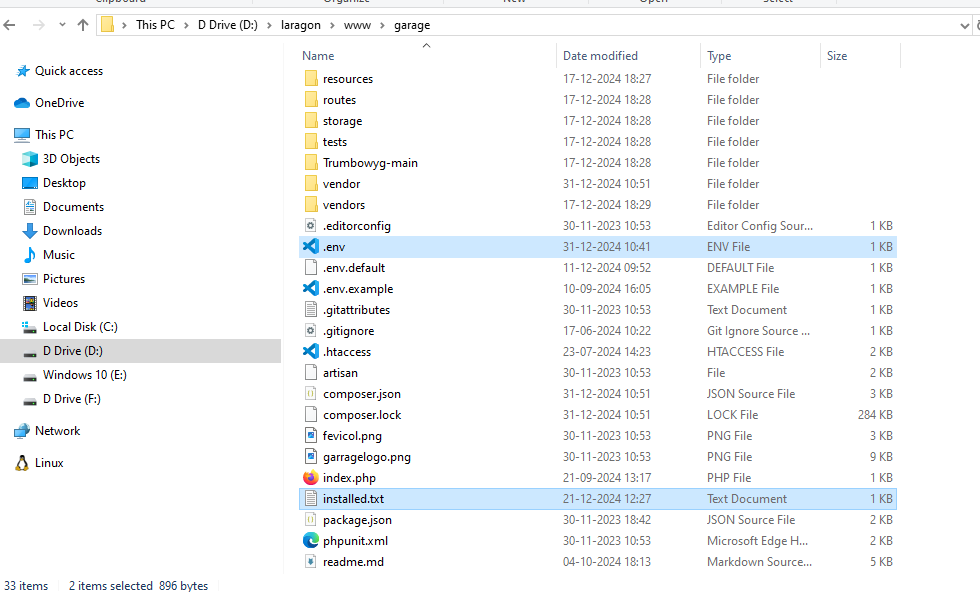 Clipboard Organize New Open Select
This PC > D Drive (D:) > laragon > www > garage
Name Date modified Type Size
Quick access
OneDrive
This PC
3D Objects
Desktop
Documents
Downloads
Music
Pictures
Videos
Local Disk (C:)
D Drive (D:)
Windows 10 (E:)
D Drive (F:)
Network
Linux
resources 17-12-2024 18:27 File folder
routes 17-12-2024 18:28 File folder
storage 17-12-2024 18:28 File folder
tests 17-12-2024 18:28 File folder
Trumbowyg-main 17-12-2024 18:28 File folder
vendor 31-12-2024 10:51 File folder
vendors 17-12-2024 18:29 File folder
.editorconfig 30-11-2023 10:53 Editor Config Sour... 1 KB
.env 31-12-2024 10:41 ENV File 1 KB
.env.default 11-12-2024 09:52 DEFAULT File 1 KB
.env.example 10-09-2024 16:05 EXAMPLE File 1 KB
.gitattributes 30-11-2023 10:53 Text Document 1 KB
.gitignore 17-06-2024 10:22 Git Ignore Source ... 1 KB
.htaccess 23-07-2024 14:23 HTACCESS File 2 KB
artisan 30-11-2023 10:53 File 2 KB
composer.json 31-12-2024 10:51 JSON Source File 3 KB
composer.lock 31-12-2024 10:51 LOCK File 284 KB
fevicol.png 30-11-2023 10:53 PNG File 3 KB
garragelogo.png 30-11-2023 10:53 PNG File 9 KB
index.php 21-09-2024 13:17 PHP File 1 KB
installed.txt 21-12-2024 12:27 Text Document 1 KB
package.json 30-11-2023 18:42 JSON Source File 2 KB
phpunit.xml 30-11-2023 10:53 Microsoft Edge H... 2 KB
readme.md 04-10-2024 18:13 Markdown Source... 5 KB
33 items 2 items selected 896 bytes